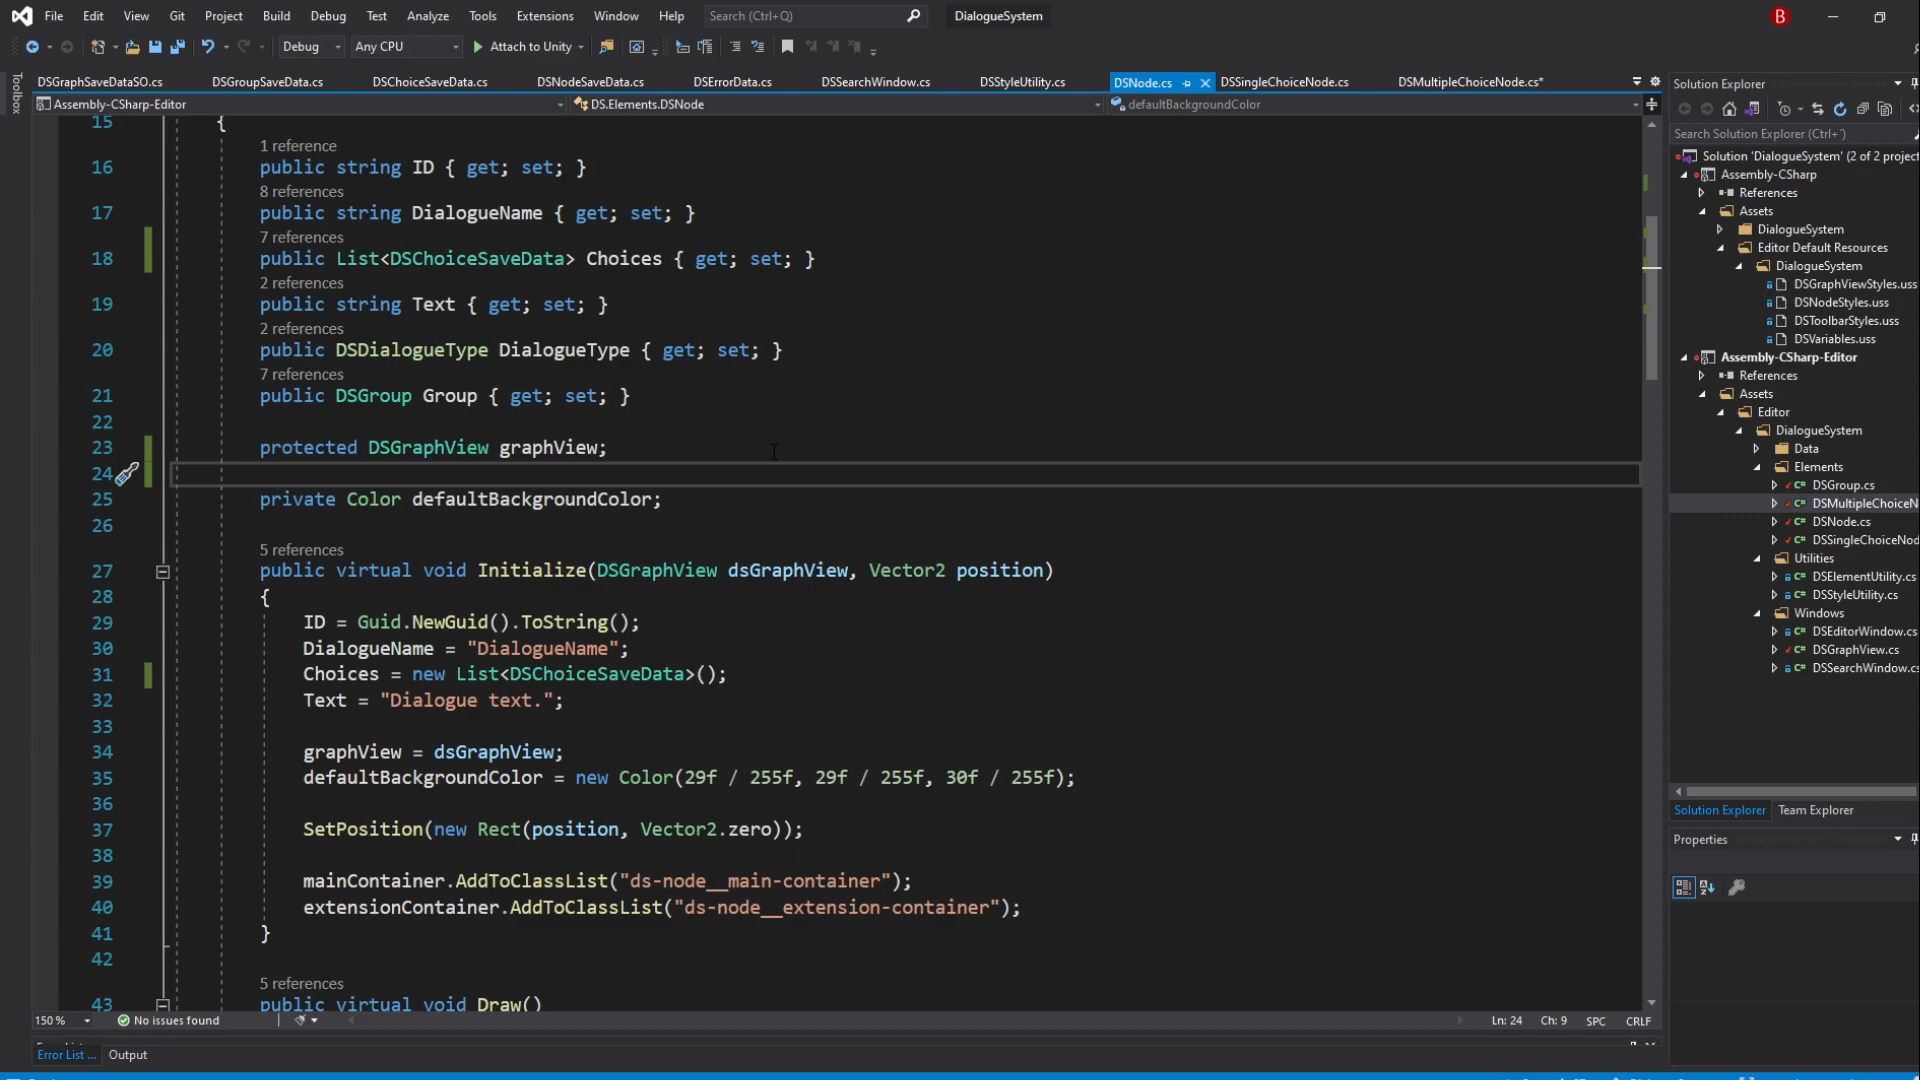 File Edit View Git Project Build Debug Test Analyze Tools Extensions Window Help Search (Ctrl+Q) DialogueSystem B
Debug Any CPU Attach to Unity
Toolbox
DSGraphSaveDataSO.cs DSGroupSaveData.cs DSChoiceSaveData.cs DSNodeSaveData.cs DSErrorData.cs DSSearchWindow.cs DSStyleUtility.cs DSNode.cs DSSingleChoiceNode.cs DSMultipleChoiceNode.cs*
Assembly-CSharp-Editor DS.Elements.DSNode defaultBackgroundColor
15 {
1 reference
16 public string ID { get; set; }
8 references
17 public string DialogueName { get; set; }
7 references
18 public List<DSChoiceSaveData> Choices { get; set; }
2 references
19 public string Text { get; set; }
2 references
20 public DSDialogueType DialogueType { get; set; }
7 references
21 public DSGroup Group { get; set; }
22
23 protected DSGraphView graphView;
24
25 private Color defaultBackgroundColor;
26
5 references
27 public virtual void Initialize(DSGraphView dsGraphView, Vector2 position)
28 {
29 ID = Guid.NewGuid().ToString();
30 DialogueName = "DialogueName";
31 Choices = new List<DSChoiceSaveData>();
32 Text = "Dialogue text.";
33
34 graphView = dsGraphView;
35 defaultBackgroundColor = new Color(29f / 255f, 29f / 255f, 30f / 255f);
36
37 SetPosition(new Rect(position, Vector2.zero));
38
39 mainContainer.AddToClassList("ds-node__main-container");
40 extensionContainer.AddToClassList("ds-node__extension-container");
41 }
42
5 references
43 public virtual void Draw()
150 % No issues found Ln: 24 Ch: 9 SPC CRLF
Error List ... Output
Solution Explorer
Search Solution Explorer (Ctrl+¨)
Solution 'DialogueSystem' (2 of 2 project
Assembly-CSharp
References
Assets
DialogueSystem
Editor Default Resources
DialogueSystem
DSGraphViewStyles.uss
DSNodeStyles.uss
DSToolbarStyles.uss
DSVariables.uss
Assembly-CSharp-Editor
References
Assets
Editor
DialogueSystem
Data
Elements
DSGroup.cs
DSMultipleChoiceN
DSNode.cs
DSSingleChoiceNod
Utilities
DSElementUtility.cs
DSStyleUtility.cs
Windows
DSEditorWindow.cs
DSGraphView.cs
DSSearchWindow.cs
Solution Explorer Team Explorer
Properties